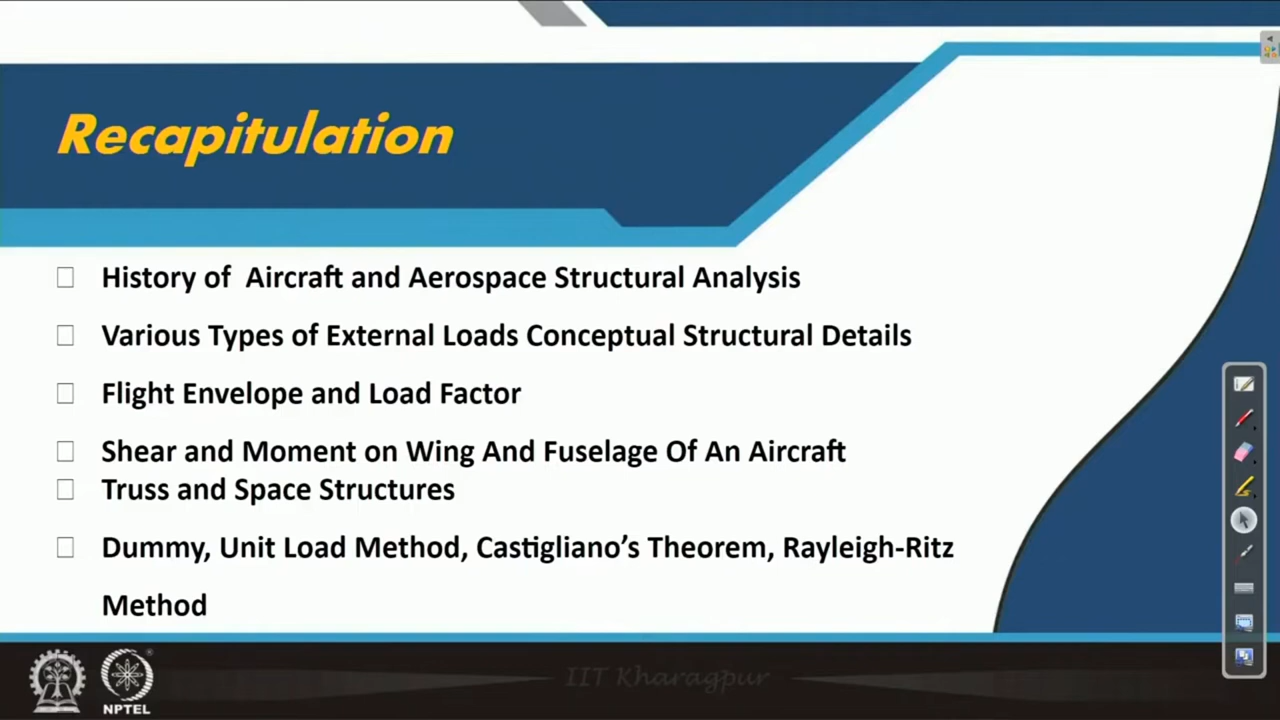 Recapitulation
History of Aircraft and Aerospace Structural Analysis
Various Types of External Loads Conceptual Structural Details
Flight Envelope and Load Factor
Shear and Moment on Wing And Fuselage Of An Aircraft
Truss and Space Structures
Dummy, Unit Load Method, Castigliano's Theorem, Rayleigh-Ritz
Method
IIT Kharagpur
NPTEL